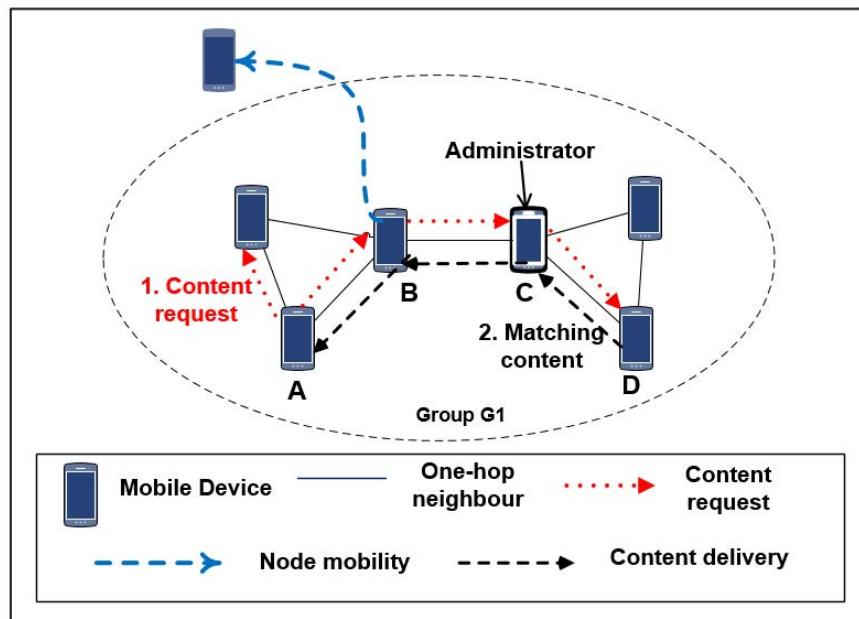 Administrator
B
C
1. Content
request
A
2. Matching
content
D
Group G1
Mobile Device
One-hop
neighbour
Content
request
Node mobility
Content delivery